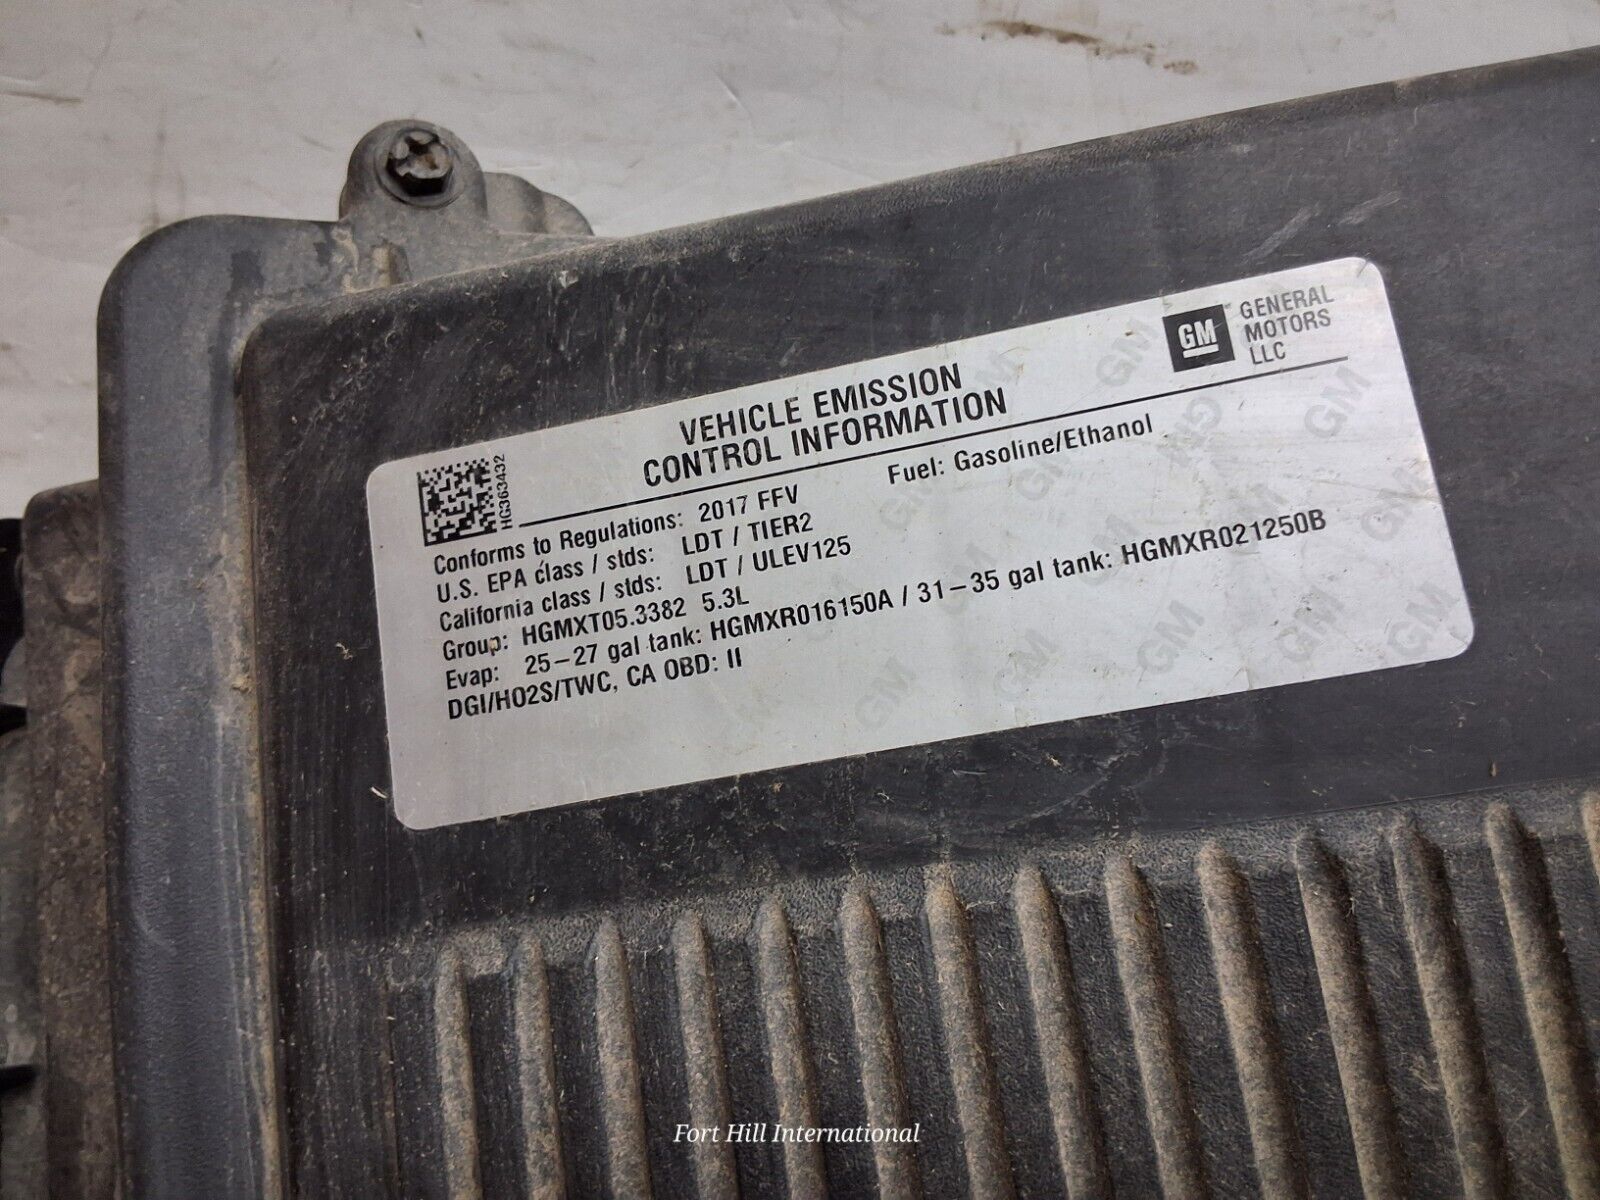 GM
GENERAL
MOTORS
LLC
VEHICLE EMISSION
CONTROL INFORMATION
HG363432
Fuel: Gasoline/Ethanol
Conforms to Regulations: 2017 FFV
U.S. EPA class / stds: LDT / TIER2
California class / stds: LDT / ULEV125
Group: HGMXT05.3382 5.3L
Evap: 25-27 gal tank: HGMXR016150A / 31-35 gal tank: HGMXR021250B
DGI/HO2S/TWC, CA OBD: II
Fort Hill International